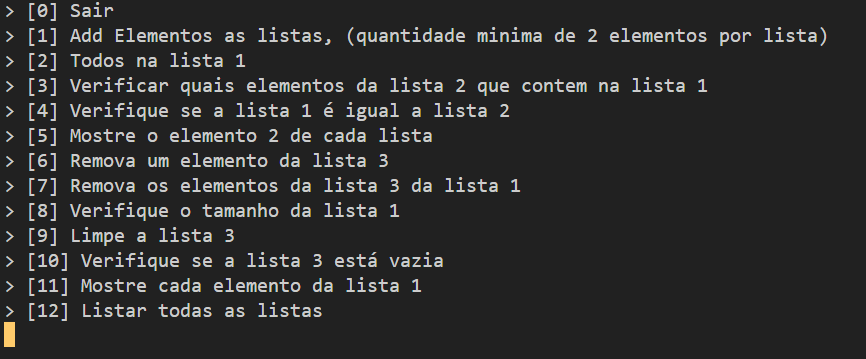 > [0] Sair
> [1] Add Elementos as listas, (quantidade minima de 2 elementos por lista)
> [2] Todos na lista 1
> [3] Verificar quais elementos da lista 2 que contem na lista 1
> [4] Verifique se a lista 1 é igual a lista 2
> [5] Mostre o elemento 2 de cada lista
> [6] Remova um elemento da lista 3
> [7] Remova os elementos da lista 3 da lista 1
> [8] Verifique o tamanho da lista 1
> [9] Limpe a lista 3
> [10] Verifique se a lista 3 está vazia
> [11] Mostre cada elemento da lista 1
> [12] Listar todas as listas